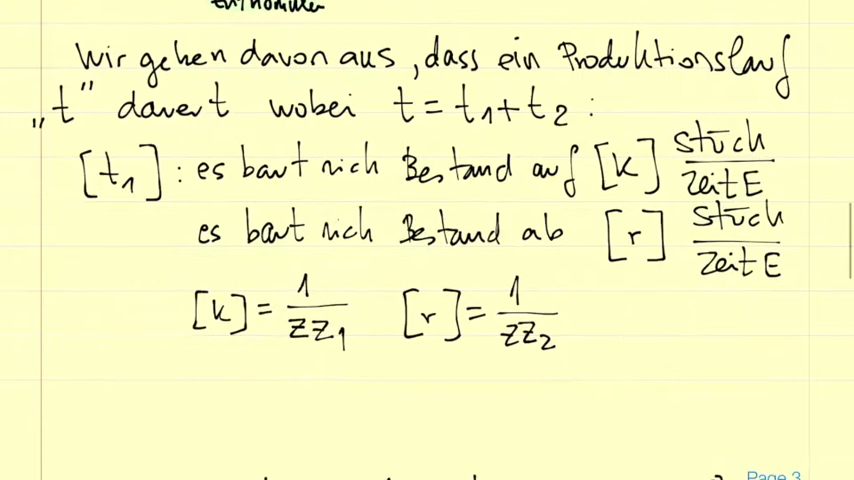 Wir gehen davon aus, dass ein Produktionslauf
„t" dauert wobei t = t₁ + t₂ :
[t₁] : es baut sich Bestand auf [k] Stück/ZeitE
es baut sich Bestand ab [r] Stück/ZeitE
[k] = 1/ZZ₁ [r] = 1/ZZ₂
Page 3